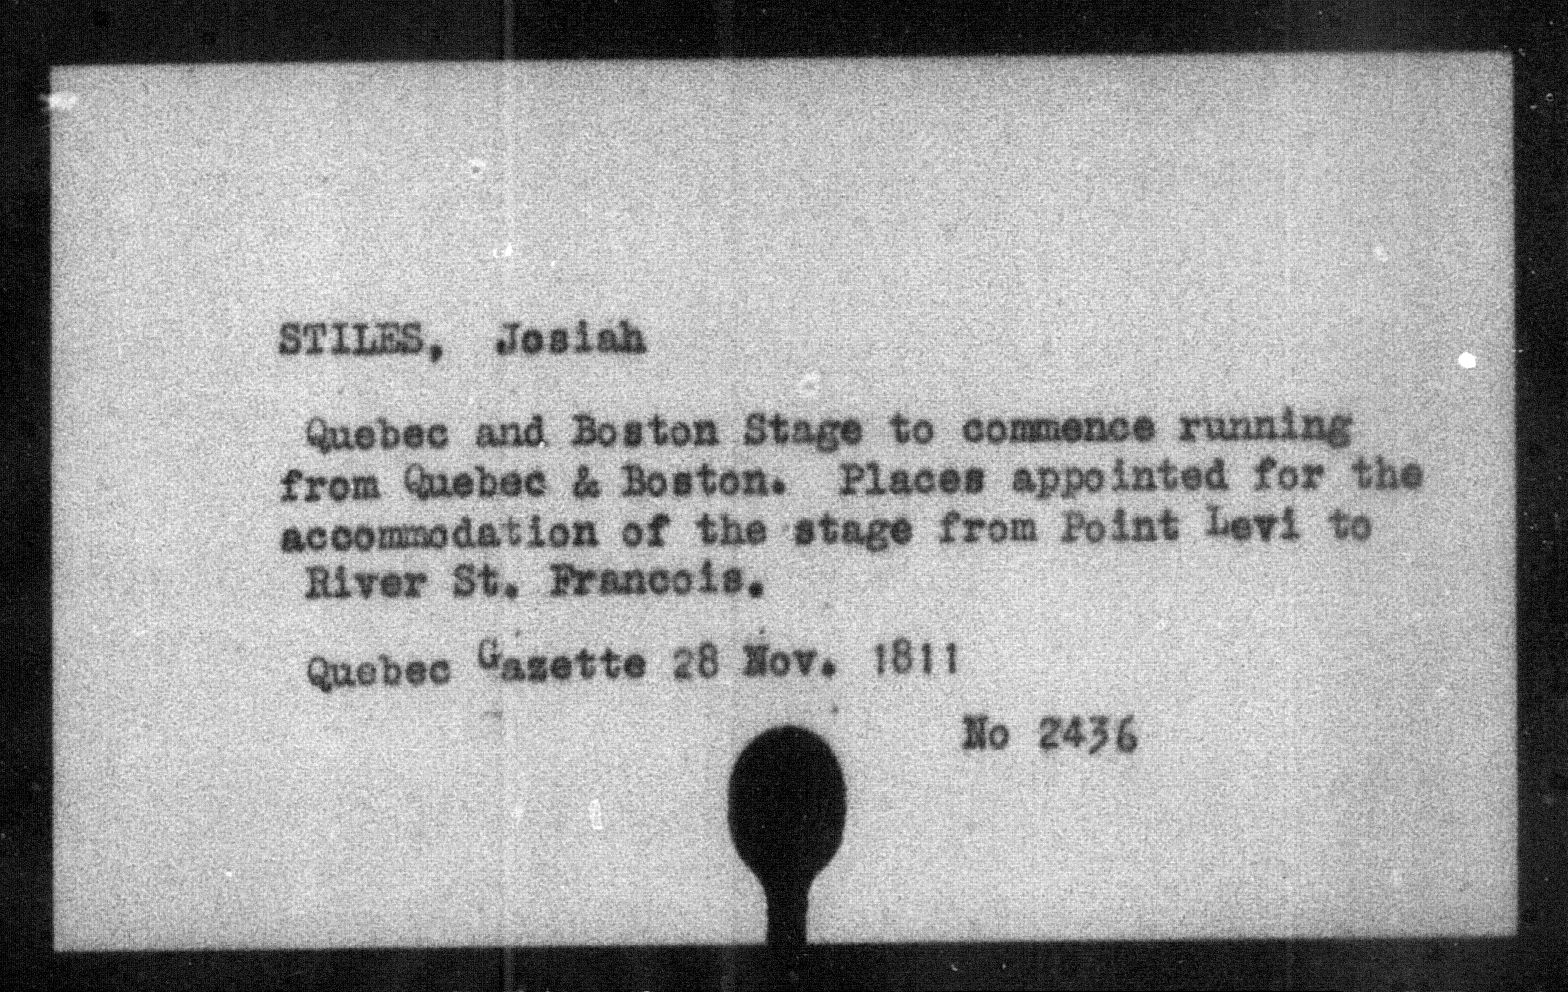 STILES, Josiah
Quebec and Boston Stage to commence running
from Quebec & Boston. Places appointed for the
accommodation of the stage from Point Levi to
River St. Francois.
Quebec Gazette 28 Nov. 1811
No 2436